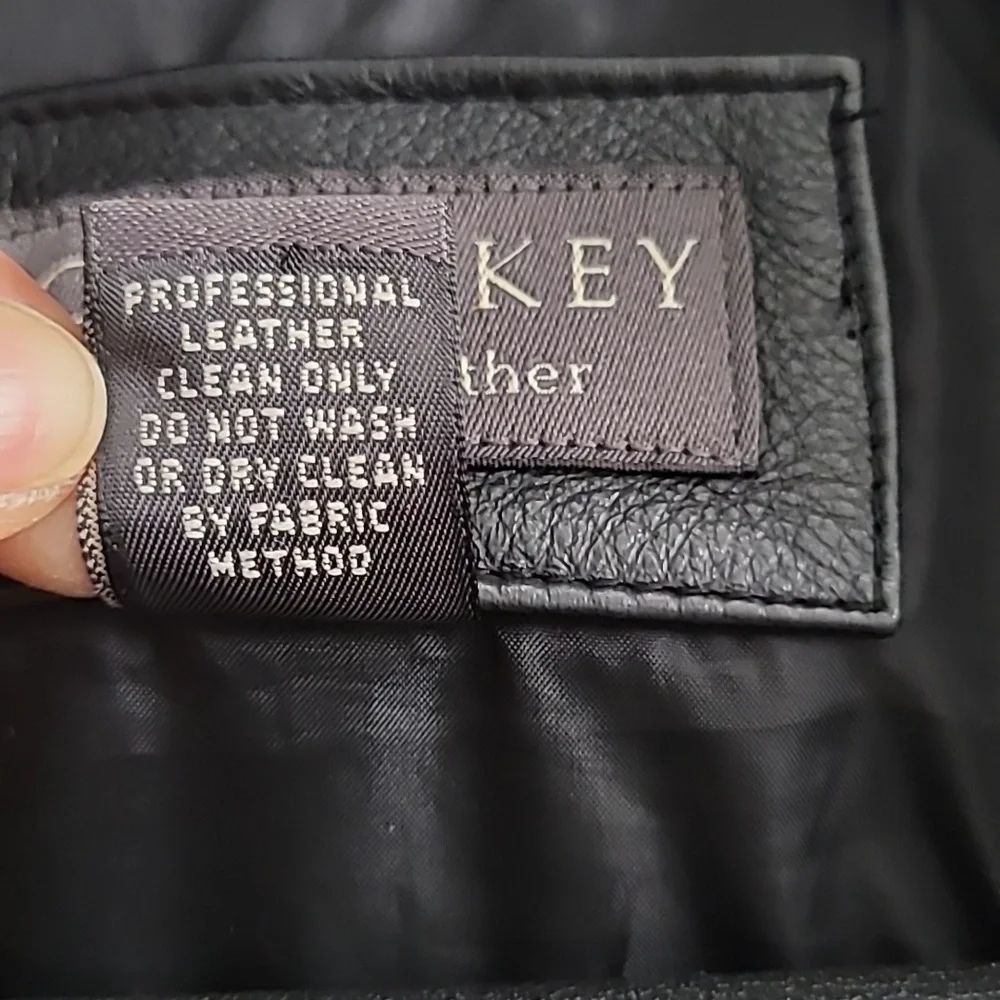 PROFESSIONAL
LEATHER
CLEAN ONLY
DO NOT WASH
OR DRY CLEAN
BY FABRIC
METHOD
KEY
ther